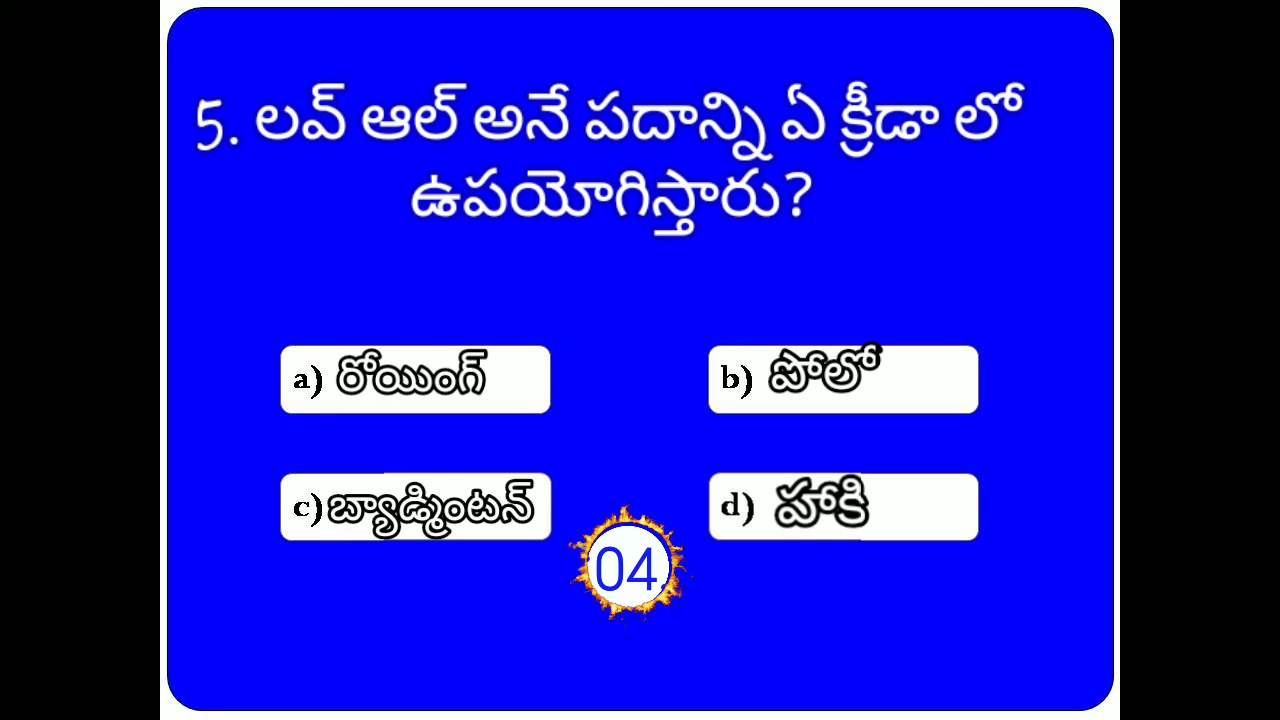 5. లవ్ ఆల్ అనే పదాన్ని ఏ క్రీడా లో
ఉపయోగిస్తారు?
a) రోయింగ్
b) పోలో
c) బ్యాడ్మింటన్
d) హాకి
04